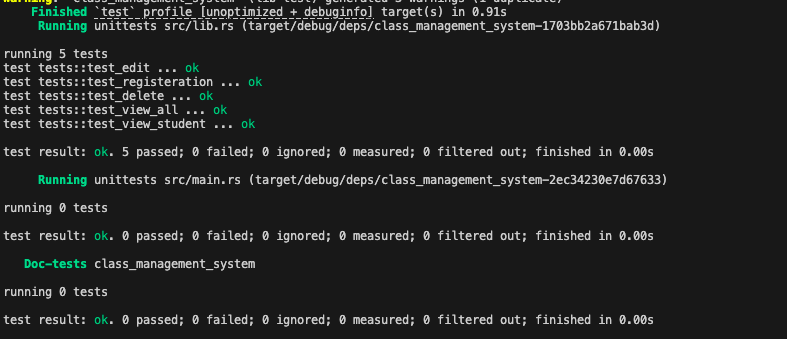 warning: `class_management_system` (lib test) generated 3 warnings (1 duplicate)
Finished `test` profile [unoptimized + debuginfo] target(s) in 0.91s
Running unittests src/lib.rs (target/debug/deps/class_management_system-1703bb2a671bab3d)
running 5 tests
test tests::test_edit ... ok
test tests::test_registeration ... ok
test tests::test_delete ... ok
test tests::test_view_all ... ok
test tests::test_view_student ... ok
test result: ok. 5 passed; 0 failed; 0 ignored; 0 measured; 0 filtered out; finished in 0.00s
Running unittests src/main.rs (target/debug/deps/class_management_system-2ec34230e7d67633)
running 0 tests
test result: ok. 0 passed; 0 failed; 0 ignored; 0 measured; 0 filtered out; finished in 0.00s
Doc-tests class_management_system
running 0 tests
test result: ok. 0 passed; 0 failed; 0 ignored; 0 measured; 0 filtered out; finished in 0.00s